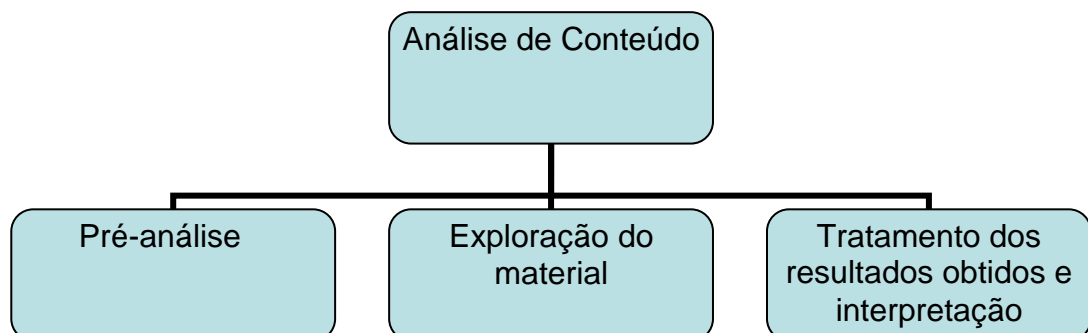 Análise de Conteúdo
Pré-análise
Exploração do
material
Tratamento dos
resultados obtidos e
interpretação